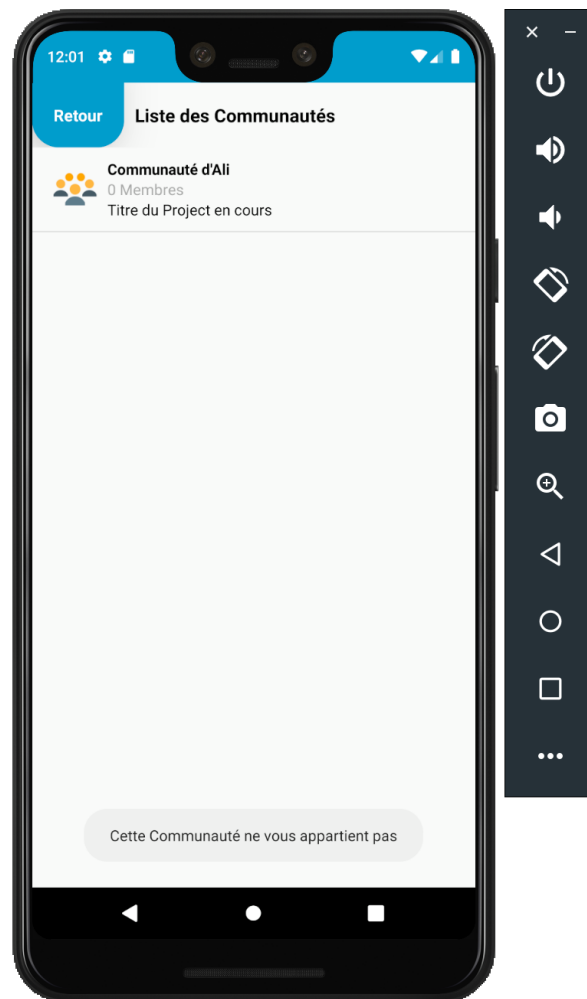 12:01
Retour
Liste des Communautés
Communauté d'Ali
0 Membres
Titre du Project en cours
Cette Communauté ne vous appartient pas